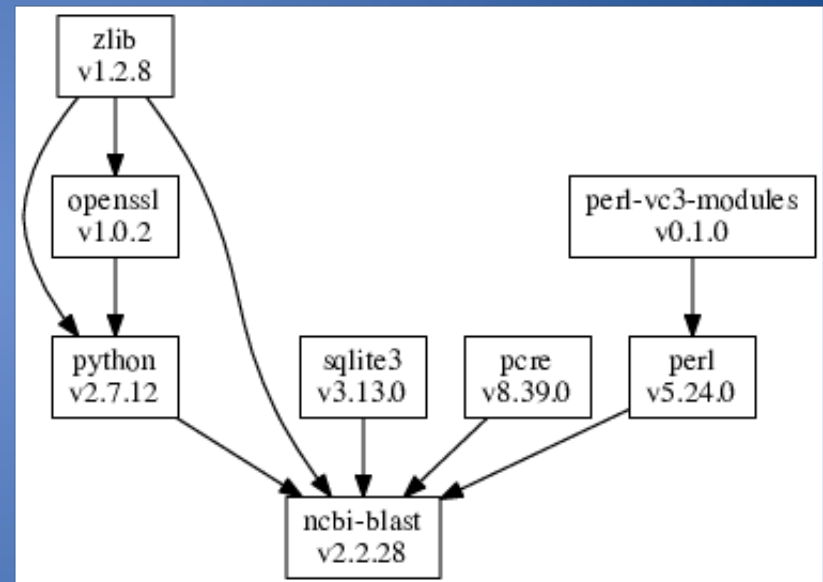 zlib
v1.2.8
openssl
v1.0.2
perl-vc3-modules
v0.1.0
python
v2.7.12
sqlite3
v3.13.0
pcre
v8.39.0
perl
v5.24.0
ncbi-blast
v2.2.28